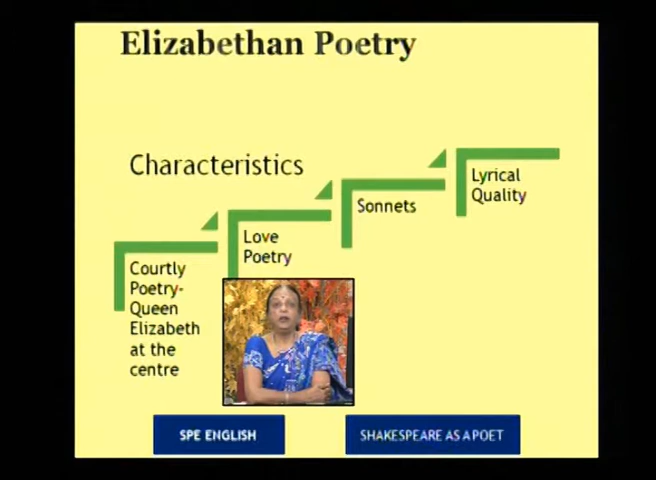 Elizabethan Poetry
Characteristics
Courtly
Poetry-
Queen
Elizabeth
at the
centre
Love
Poetry
Sonnets
Lyrical
Quality
SPE ENGLISH
SHAKESPEARE AS A POET